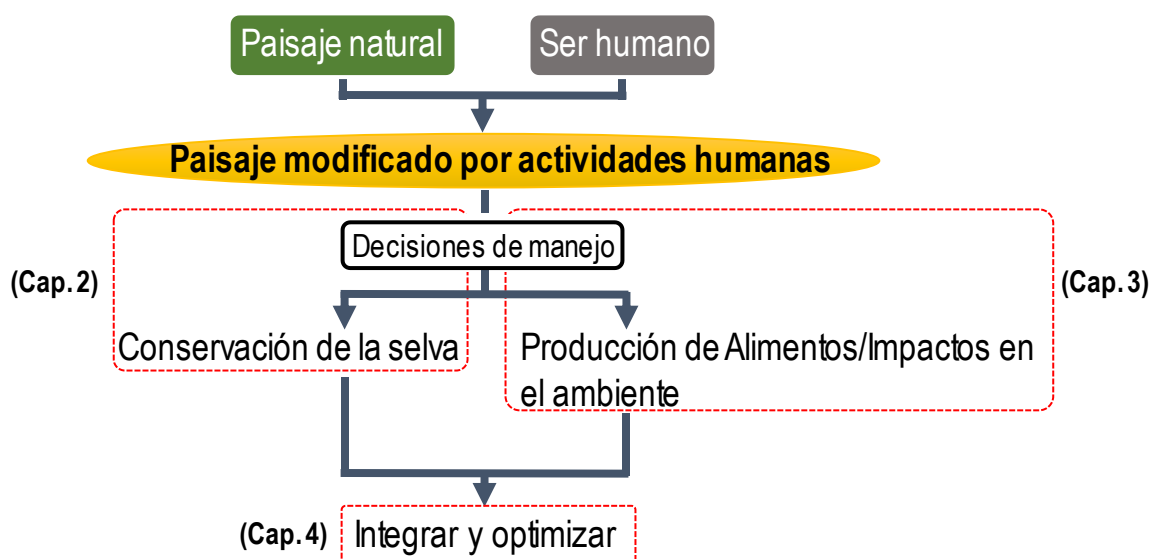 Paisaje natural
Ser humano
Paisaje modificado por actividades humanas
Decisiones de manejo
(Cap. 2)
(Cap. 3)
Conservación de la selva
Producción de Alimentos/Impactos en
el ambiente
(Cap. 4)
Integrar y optimizar